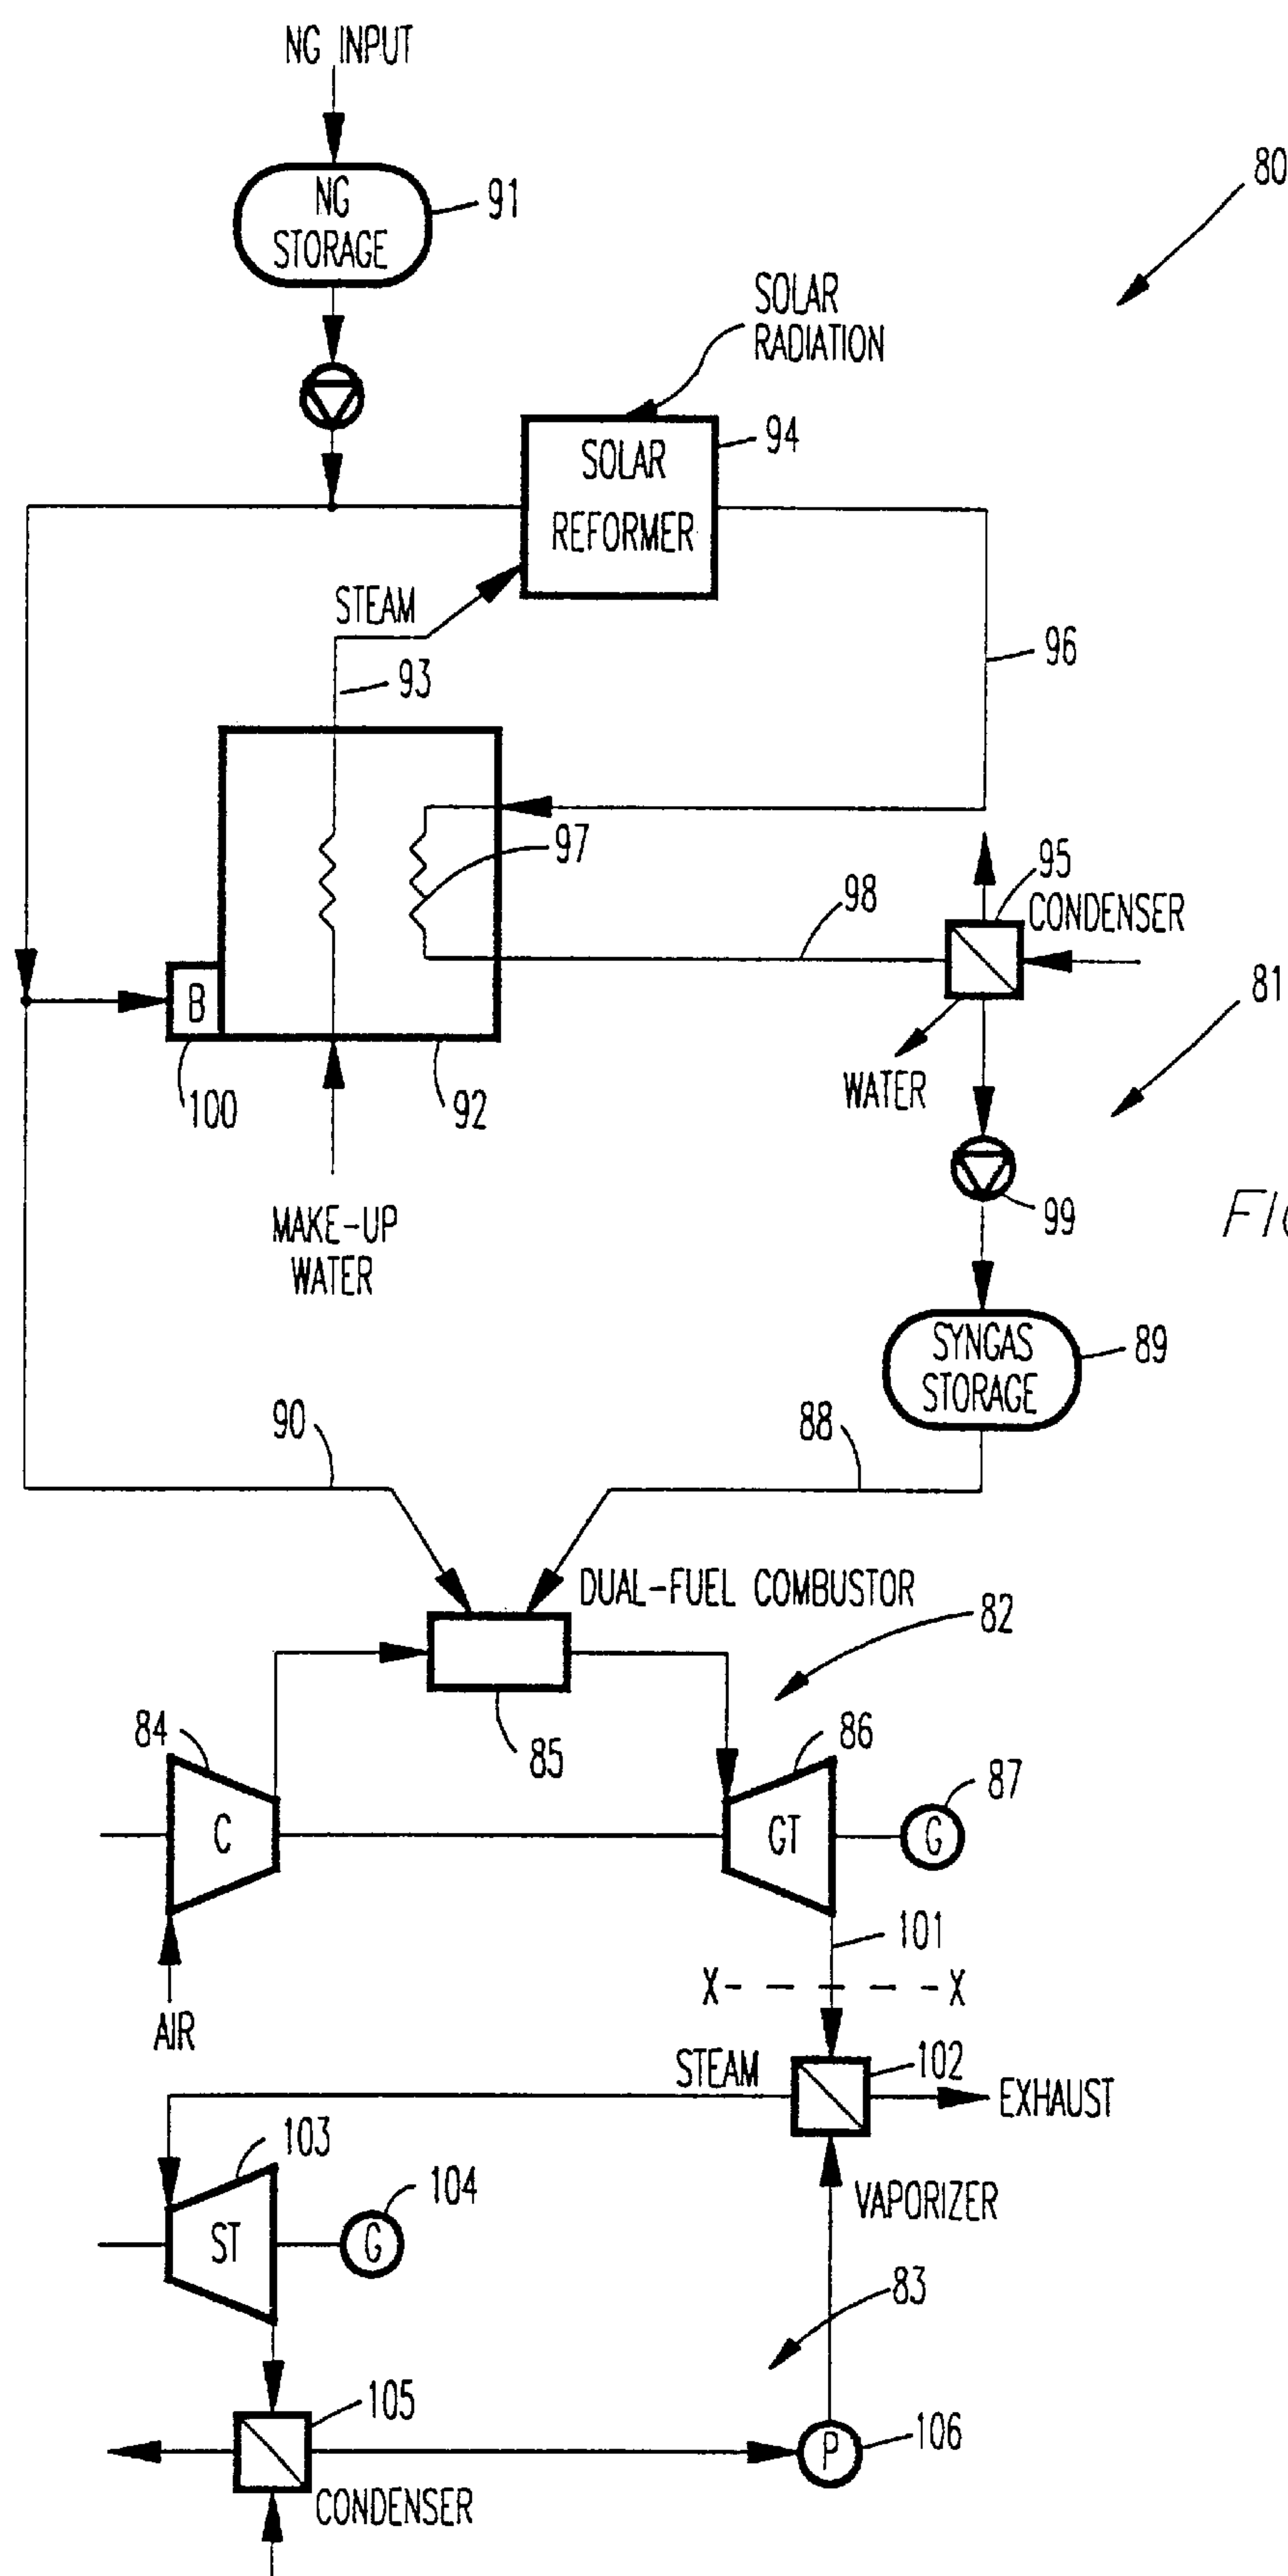 NG INPUT
NG
STORAGE
91
80
SOLAR
RADIATION
SOLAR
REFORMER
94
STEAM
93
96
97
95
CONDENSER
98
81
B
100
92
WATER
MAKE-UP
WATER
99
FIG
SYNGAS
STORAGE
89
90
88
DUAL-FUEL COMBUSTOR
82
84
85
86
87
C
GT
G
101
X
X
AIR
STEAM
102
EXHAUST
103
104
VAPORIZER
ST
G
83
105
P
106
CONDENSER